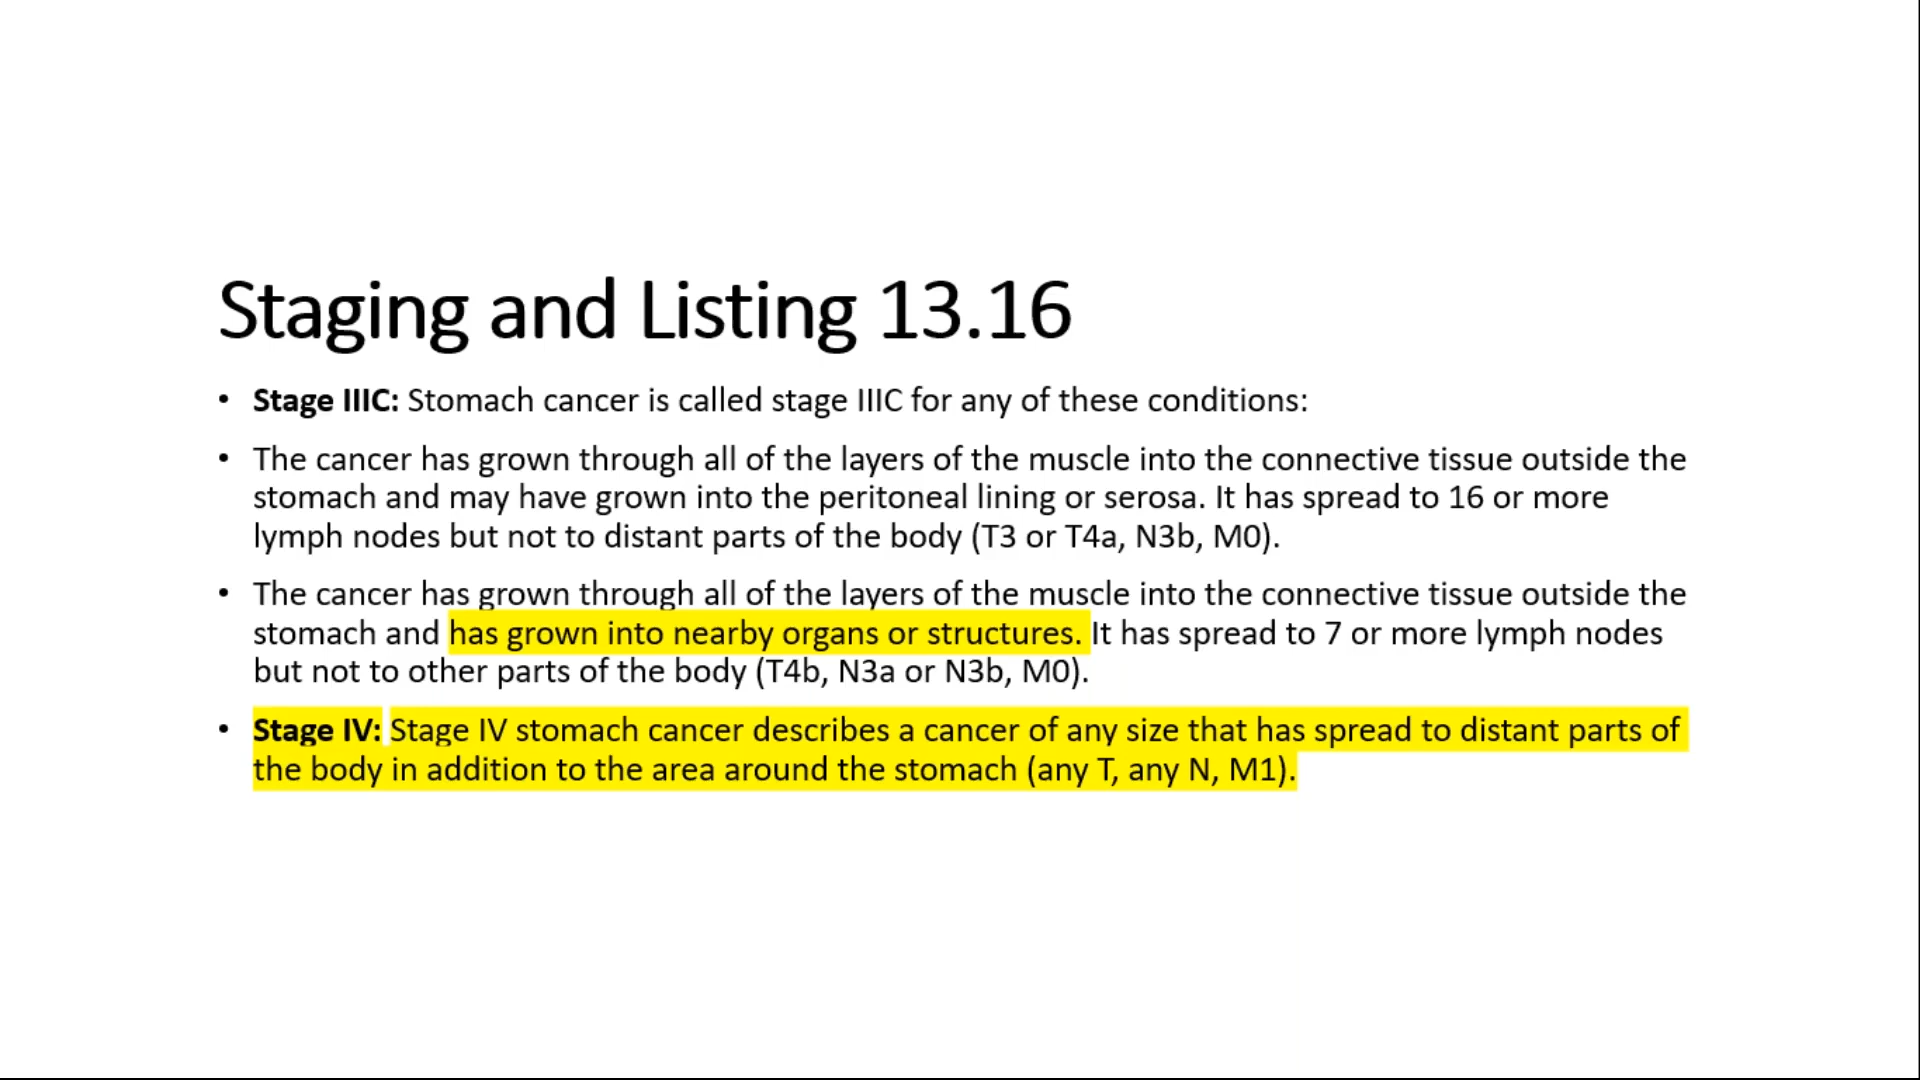 Staging and Listing 13.16
• Stage IIIC: Stomach cancer is called stage IIIC for any of these conditions:
• The cancer has grown through all of the layers of the muscle into the connective tissue outside the
stomach and may have grown into the peritoneal lining or serosa. It has spread to 16 or more
lymph nodes but not to distant parts of the body (T3 or T4a, N3b, M0).
• The cancer has grown through all of the layers of the muscle into the connective tissue outside the
stomach and has grown into nearby organs or structures. It has spread to 7 or more lymph nodes
but not to other parts of the body (T4b, N3a or N3b, M0).
• Stage IV: Stage IV stomach cancer describes a cancer of any size that has spread to distant parts of
the body in addition to the area around the stomach (any T, any N, M1).